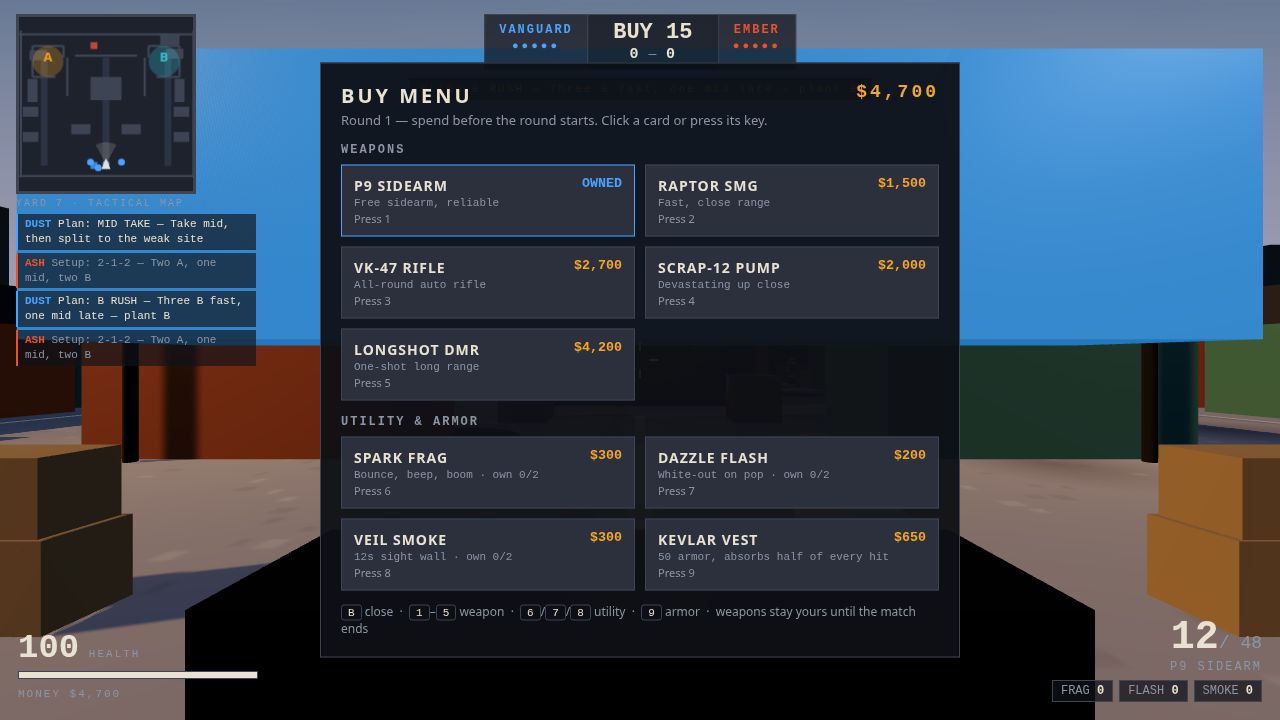 VANGUARD
BUY 15
0 — 0
EMBER
A
B
YARD 7 · TACTICAL MAP
DUST Plan: MID TAKE — Take mid,
then split to the weak site
ASH Setup: 2-1-2 — Two A, one
mid, two B
DUST Plan: B RUSH — Three B fast,
one mid late — plant B
ASH Setup: 2-1-2 — Two A, one
mid, two B
BUY MENU
$4,700
Round 1 — spend before the round starts. Click a card or press its key.
WEAPONS
P9 SIDEARM
OWNED
Free sidearm, reliable
Press 1
RAPTOR SMG
$1,500
Fast, close range
Press 2
VK-47 RIFLE
$2,700
All-round auto rifle
Press 3
SCRAP-12 PUMP
$2,000
Devastating up close
Press 4
LONGSHOT DMR
$4,200
One-shot long range
Press 5
UTILITY & ARMOR
SPARK FRAG
$300
Bounce, beep, boom · own 0/2
Press 6
DAZZLE FLASH
$200
White-out on pop · own 0/2
Press 7
VEIL SMOKE
$300
12s sight wall · own 0/2
Press 8
KEVLAR VEST
$650
50 armor, absorbs half of every hit
Press 9
B close · 1–5 weapon · 6/7/8 utility · 9 armor · weapons stay yours until the match
ends
100 HEALTH
MONEY $4,700
12/ 48
P9 SIDEARM
FRAG 0
FLASH 0
SMOKE 0